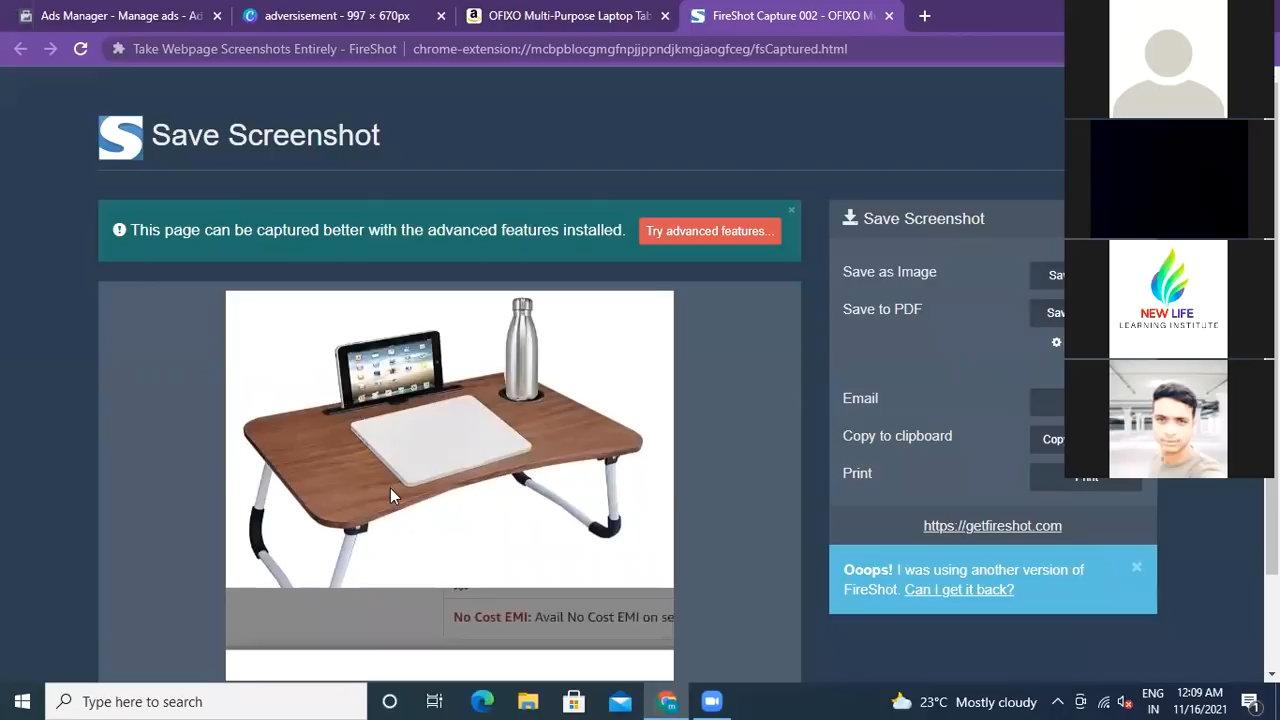 Ads Manager - Manage ads - Ad
adversisement - 997 × 670px
OFIXO Multi-Purpose Laptop Tab
FireShot Capture 002 - OFIXO M
Take Webpage Screenshots Entirely - FireShot
chrome-extension://mcbpblocgmgfnpjjppndjkmgjaogfceg/fsCaptured.html
Save Screenshot
This page can be captured better with the advanced features installed.
Try advanced features...
Save Screenshot
Save as Image
Sav
Save to PDF
Sav
Email
Copy to clipboard
Copy
Print
Print
https://getfireshot.com
Ooops! I was using another version of
FireShot. Can I get it back?
No Cost EMI: Avail No Cost EMI on se
NEW LIFE
LEARNING INSTITUTE
Type here to search
23°C Mostly cloudy
ENG
IN
12:09 AM
11/16/2021
1